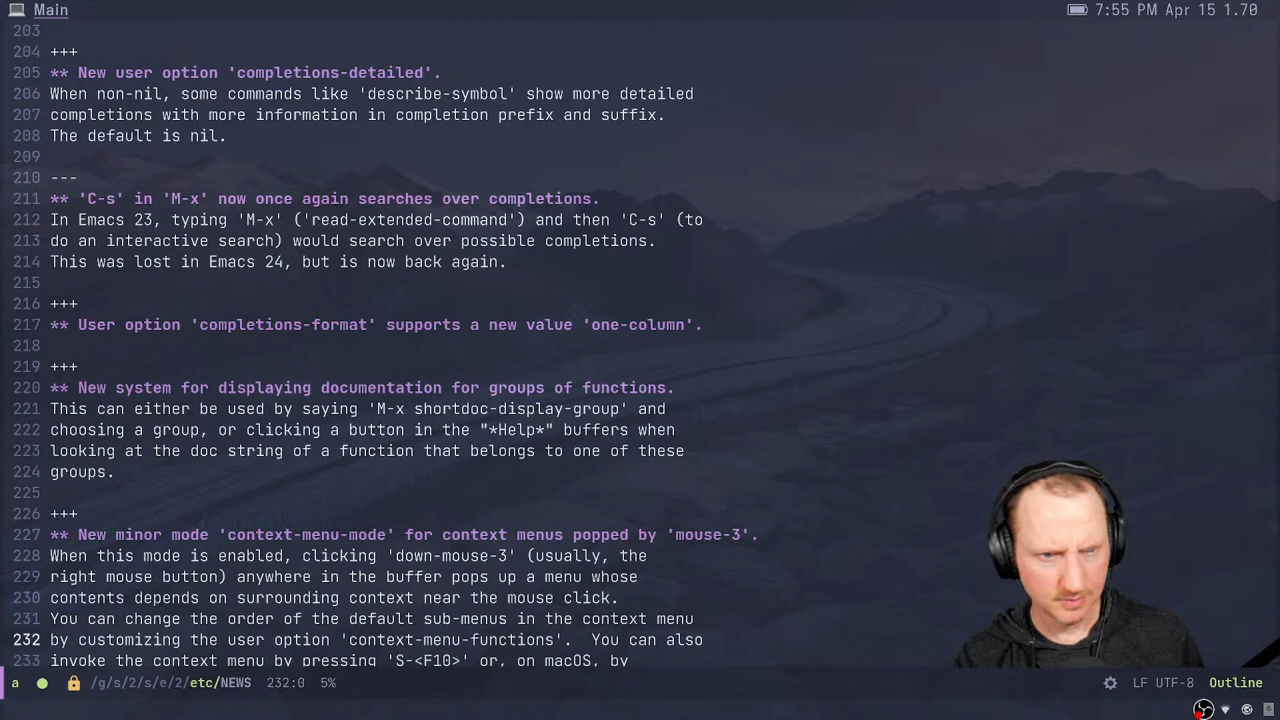 Main
7:55 PM Apr 15 1.70
203
204 +++
205 ** New user option 'completions-detailed'.
206 When non-nil, some commands like 'describe-symbol' show more detailed
207 completions with more information in completion prefix and suffix.
208 The default is nil.
209
210 ---
211 ** 'C-s' in 'M-x' now once again searches over completions.
212 In Emacs 23, typing 'M-x' ('read-extended-command') and then 'C-s' (to
213 do an interactive search) would search over possible completions.
214 This was lost in Emacs 24, but is now back again.
215
216 +++
217 ** User option 'completions-format' supports a new value 'one-column'.
218
219 +++
220 ** New system for displaying documentation for groups of functions.
221 This can either be used by saying 'M-x shortdoc-display-group' and
222 choosing a group, or clicking a button in the "*Help*" buffers when
223 looking at the doc string of a function that belongs to one of these
224 groups.
225
226 +++
227 ** New minor mode 'context-menu-mode' for context menus popped by 'mouse-3'.
228 When this mode is enabled, clicking 'down-mouse-3' (usually, the
229 right mouse button) anywhere in the buffer pops up a menu whose
230 contents depends on surrounding context near the mouse click.
231 You can change the order of the default sub-menus in the context menu
232 by customizing the user option 'context-menu-functions'.  You can also
233 invoke the context menu by pressing 'S-<F10>' or, on macOS, by
a /g/s/2/s/e/2/etc/NEWS 232:0 5% LF UTF-8 Outline